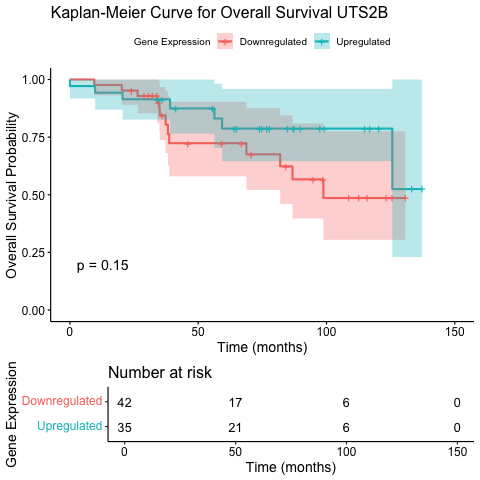 Kaplan-Meier Curve for Overall Survival UTS2B
Gene Expression Downregulated Upregulated
Overall Survival Probability
1.00
0.75
0.50
0.25
0.00
p = 0.15
0 50 100 150
Time (months)
Number at risk
Gene Expression
Downregulated 42 17 6 0
Upregulated 35 21 6 0
0 50 100 150
Time (months)